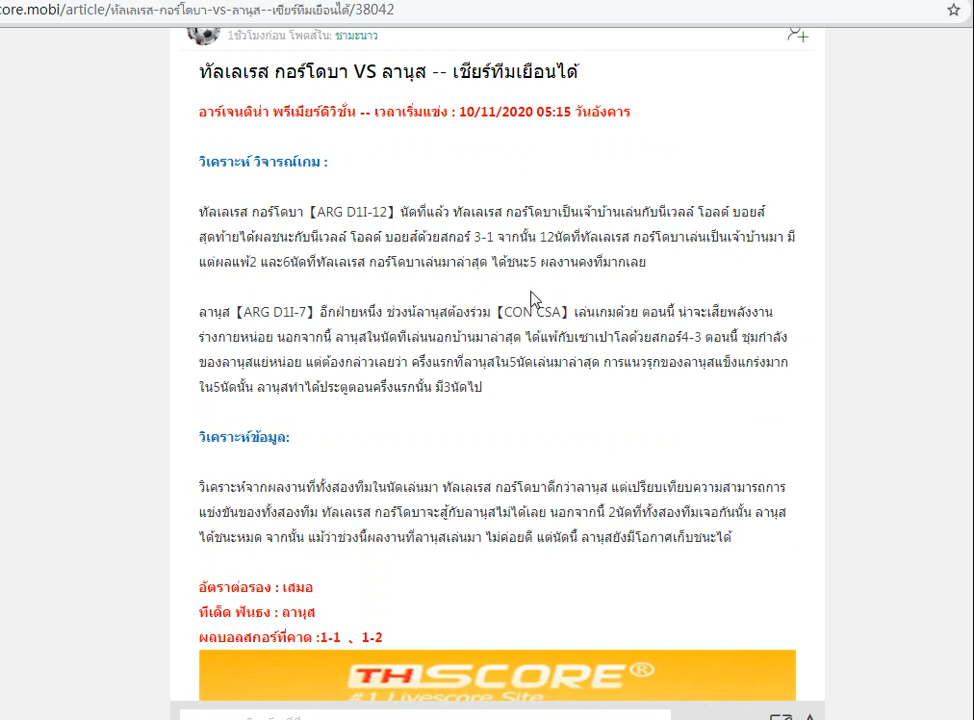 core.mobi/article/ทัลเลเรส-กอร์โดบา-vs-ลานุส--เชียร์ทีมเยือนได้/38042
1ชั่วโมงก่อน โพสต์ใน: ชามะนาว
ทัลเลเรส กอร์โดบา VS ลานุส -- เชียร์ทีมเยือนได้
อาร์เจนติน่า พรีเมียร์ดิวิชั่น -- เวลาเริ่มแข่ง : 10/11/2020 05:15 วันอังคาร
วิเคราะห์ วิจารณ์เกม :
ทัลเลเรส กอร์โดบา【ARG D1I-12】นัดที่แล้ว ทัลเลเรส กอร์โดบาเป็นเจ้าบ้านเล่นกับนีเวลล์ โอลด์ บอยส์
สุดท้ายได้ผลชนะกับนีเวลล์ โอลด์ บอยส์ด้วยสกอร์ 3-1 จากนั้น 12นัดที่ทัลเลเรส กอร์โดบาเล่นเป็นเจ้าบ้านมา มี
แต่ผลแพ้2 และ6นัดที่ทัลเลเรส กอร์โดบาเล่นมาล่าสุด ได้ชนะ5 ผลงานคงที่มากเลย
ลานุส【ARG D1I-7】อีกฝ่ายหนึ่ง ช่วงน้ลานุสต้องร่วม【CON CSA】เล่นเกมด้วย ตอนนี้ น่าจะเสียพลังงาน
ร่างกายหน่อย นอกจากนี้ ลานุสในนัดที่เล่นนอกบ้านมาล่าสุด ได้แพ้กับเซาเปาโลด้วยสกอร์4-3 ตอนนี้ ขุมกำลัง
ของลานุสแย่หน่อย แต่ต้องกล่าวเลยว่า ครึ่งแรกที่ลานุสใน5นัดเล่นมาล่าสุด การแนวรุกของลานุสแข็งแกร่งมาก
ใน5นัดนั้น ลานุสทำได้ประตูตอนครึ่งแรกนั้น มี3นัดไป
วิเคราะห์ข้อมูล:
วิเคราะห์จากผลงานที่ทั้งสองทีมในนัดเล่นมา ทัลเลเรส กอร์โดบาดีกว่าลานุส แต่เปรียบเทียบความสามารถการ
แข่งขันของทั้งสองทีม ทัลเลเรส กอร์โดบาจะสู้กับลานุสไม่ได้เลย นอกจากนี้ 2นัดที่ทั้งสองทีมเจอกันนั้น ลานุส
ได้ชนะหมด จากนั้น แม้ว่าช่วงนี้ผลงานที่ลานุสเล่นมา ไม่ค่อยดี แต่นัดนี้ ลานุสยังมีโอกาสเก็บชนะได้
อัตราต่อรอง : เสมอ
ทีเด็ด ฟันธง : ลานุส
ผลบอลสกอร์ที่คาด :1-1 、1-2
THSCORE®
#1 Livescore Site